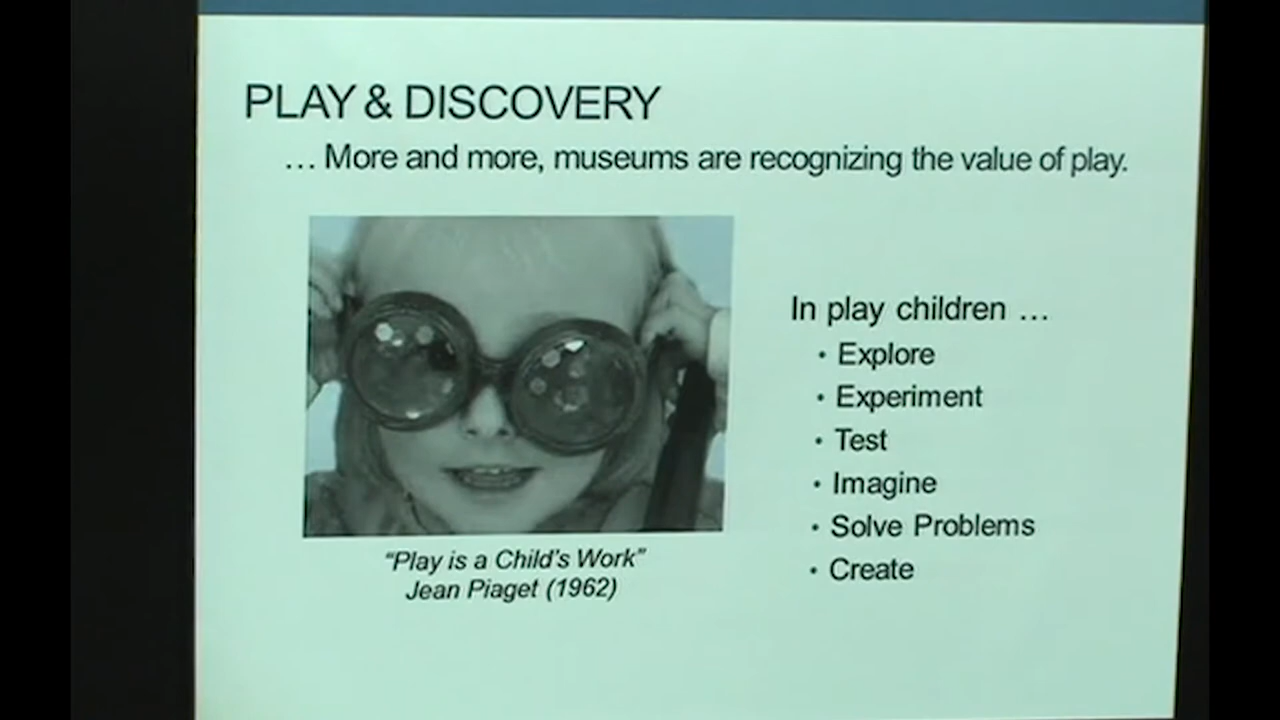 PLAY & DISCOVERY
… More and more, museums are recognizing the value of play.
In play children …
• Explore
• Experiment
• Test
• Imagine
• Solve Problems
• Create
“Play is a Child’s Work”
Jean Piaget (1962)